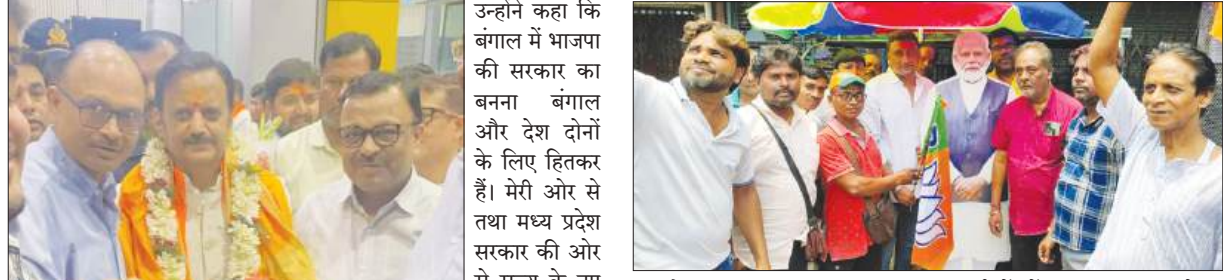 उन्होंने कहा कि
बंगाल में भाजपा
की सरकार का
बनना बंगाल
और देश दोनों
के लिए हितकर
हैं। मेरी ओर से
तथा मध्य प्रदेश
सरकार की ओर